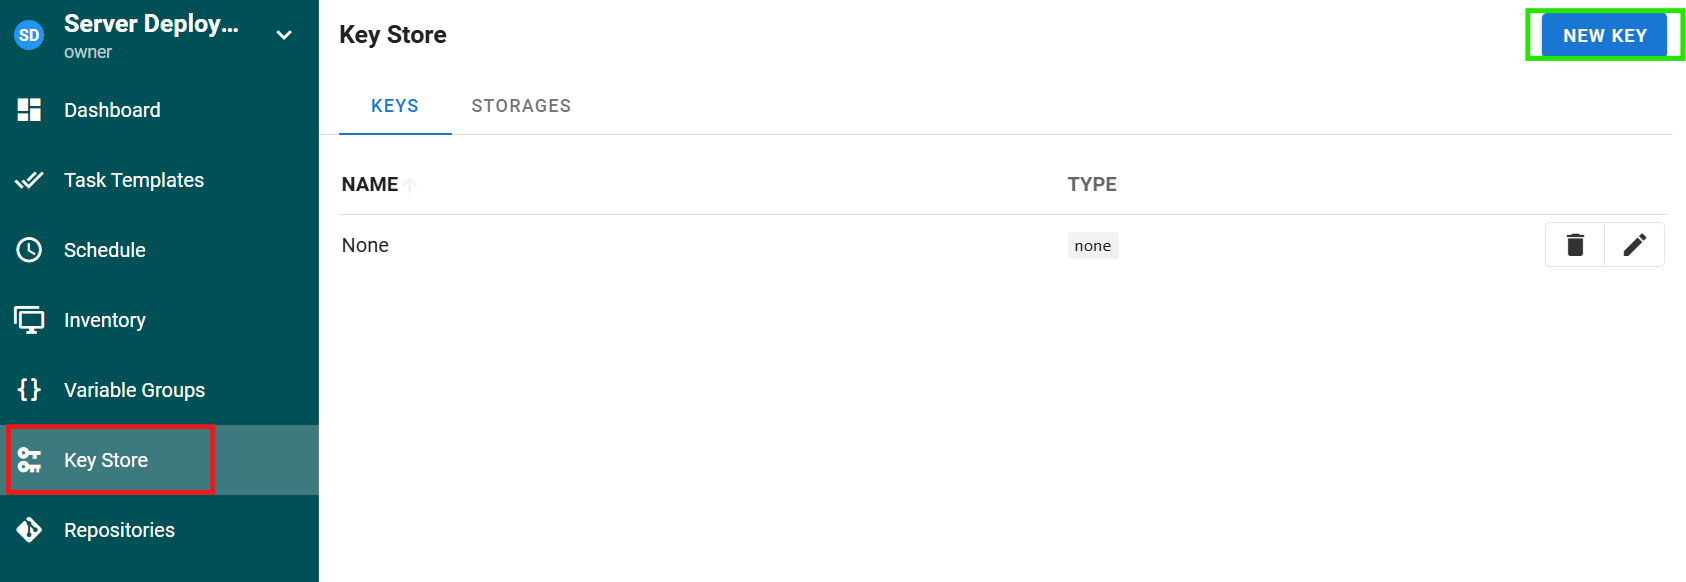 SD
Server Deploy...
owner
Dashboard
Task Templates
Schedule
Inventory
Variable Groups
Key Store
Repositories
Key Store
NEW KEY
KEYS STORAGES
NAME TYPE
None none